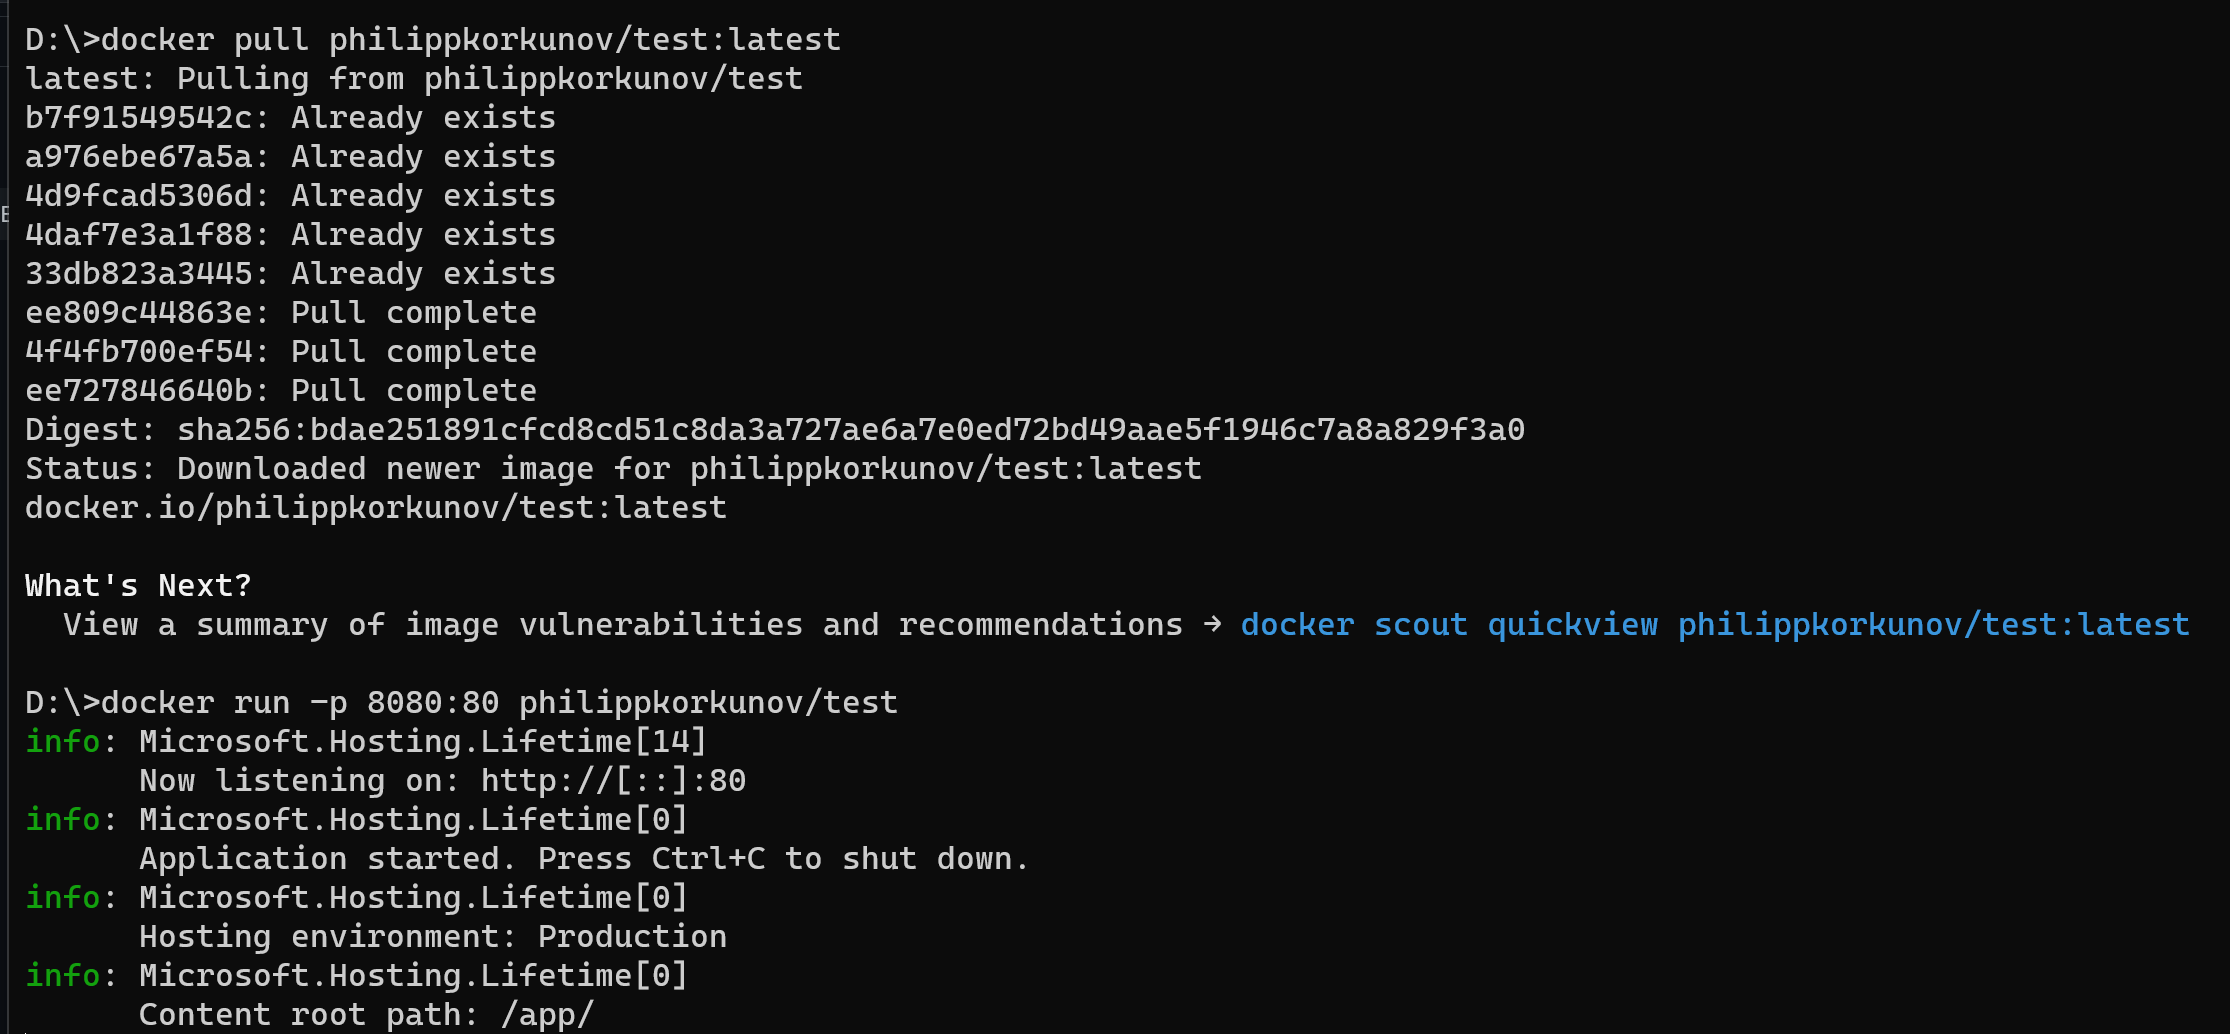 D:\>docker pull philippkorkunov/test:latest
latest: Pulling from philippkorkunov/test
b7f91549542c: Already exists
a976ebe67a5a: Already exists
4d9fcad5306d: Already exists
4daf7e3a1f88: Already exists
33db823a3445: Already exists
ee809c44863e: Pull complete
4f4fb700ef54: Pull complete
ee727846640b: Pull complete
Digest: sha256:bdae251891cfcd8cd51c8da3a727ae6a7e0ed72bd49aae5f1946c7a8a829f3a0
Status: Downloaded newer image for philippkorkunov/test:latest
docker.io/philippkorkunov/test:latest
What's Next?
  View a summary of image vulnerabilities and recommendations → docker scout quickview philippkorkunov/test:latest
D:\>docker run -p 8080:80 philippkorkunov/test
info: Microsoft.Hosting.Lifetime[14]
      Now listening on: http://[::]:80
info: Microsoft.Hosting.Lifetime[0]
      Application started. Press Ctrl+C to shut down.
info: Microsoft.Hosting.Lifetime[0]
      Hosting environment: Production
info: Microsoft.Hosting.Lifetime[0]
      Content root path: /app/